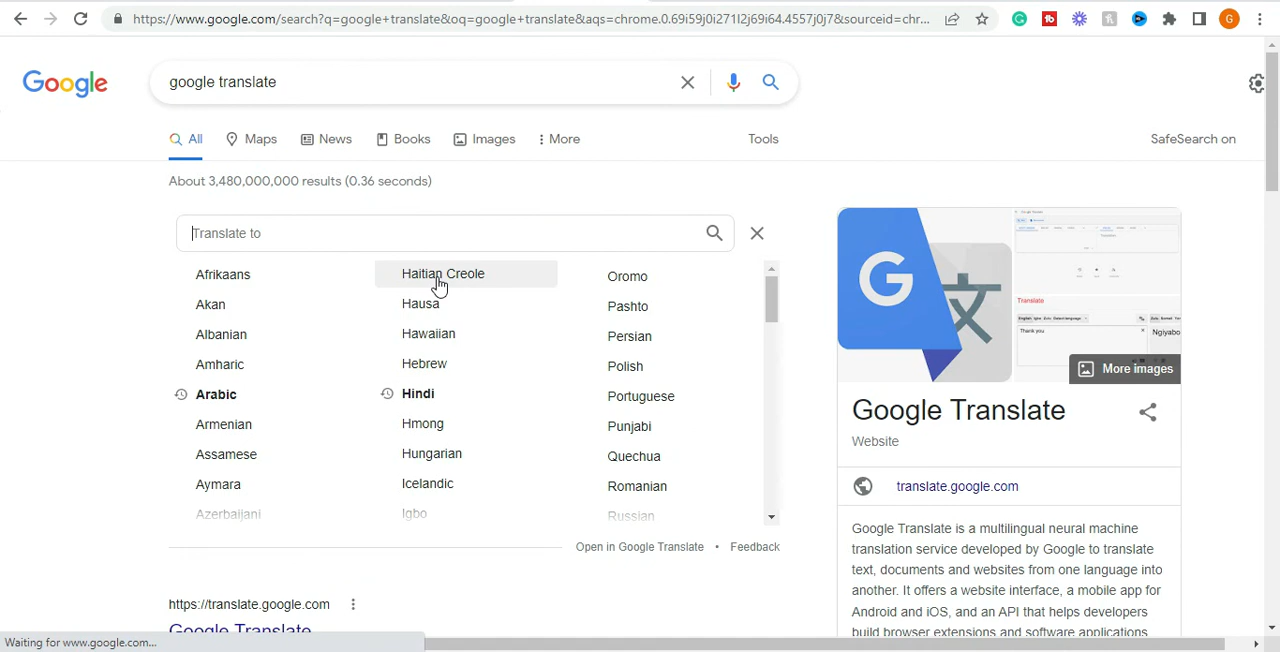 https://www.google.com/search?q=google+translate&oq=google+translate&aqs=chrome.0.69i59j0i271l2j69i64.4557j0j7&sourceid=chr...
G
Google
google translate
All
Maps
News
Books
Images
More
Tools
SafeSearch on
About 3,480,000,000 results (0.36 seconds)
Translate to
Afrikaans
Akan
Albanian
Amharic
Arabic
Armenian
Assamese
Aymara
Azerbaijani
Haitian Creole
Hausa
Hawaiian
Hebrew
Hindi
Hmong
Hungarian
Icelandic
Igbo
Oromo
Pashto
Persian
Polish
Portuguese
Punjabi
Quechua
Romanian
Russian
Open in Google Translate • Feedback
https://translate.google.com
Google Translate
G
文
Translate
Thank you
Ngiyabo
More images
Google Translate
Website
translate.google.com
Google Translate is a multilingual neural machine
translation service developed by Google to translate
text, documents and websites from one language into
another. It offers a website interface, a mobile app for
Android and iOS, and an API that helps developers
build browser extensions and software applications
Waiting for www.google.com...